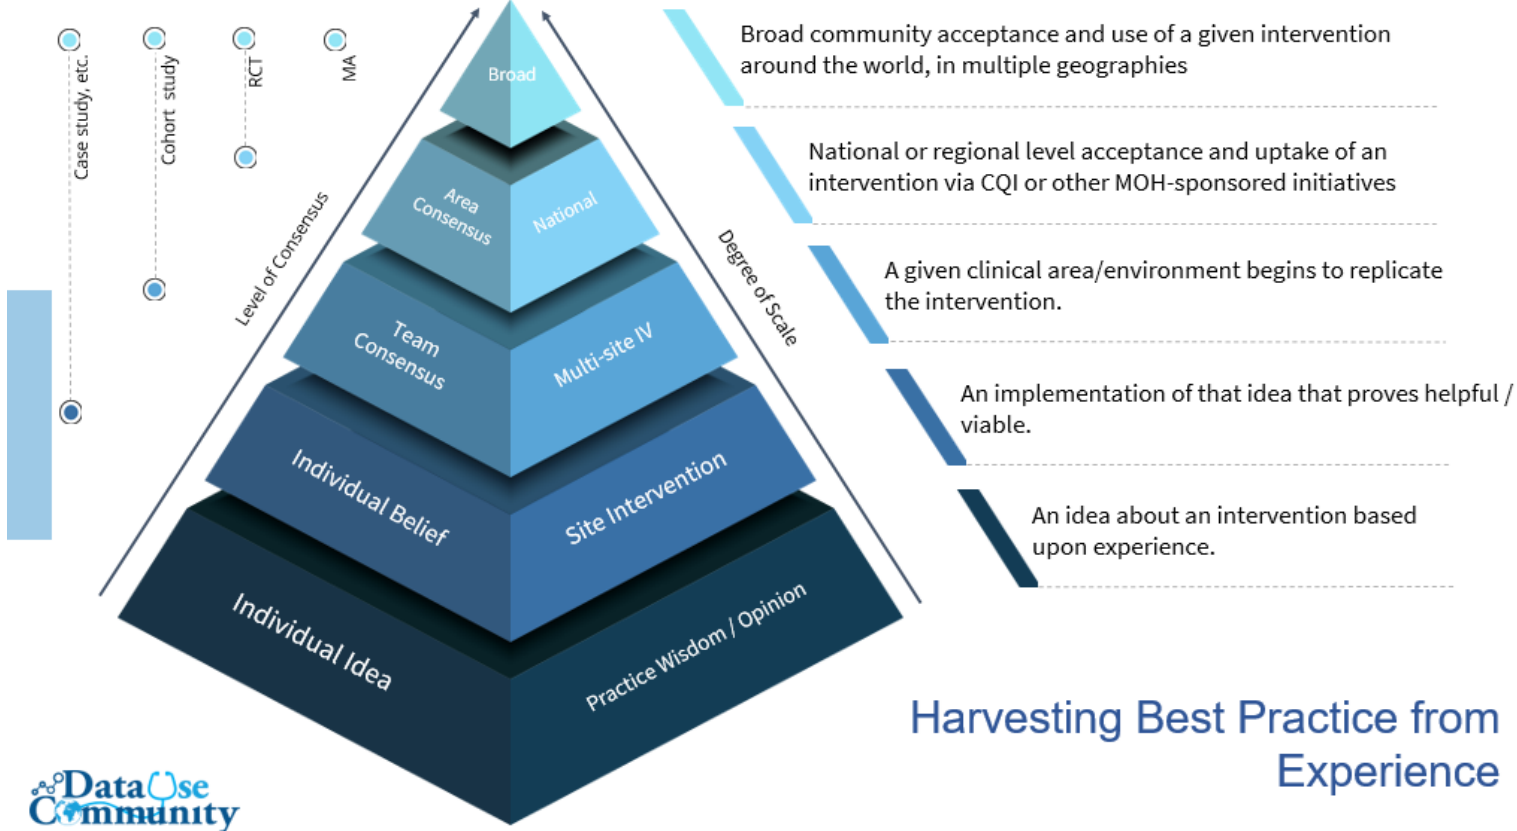 Case study, etc.
Cohort study
RCT
MA
Level of Consensus
Degree of Scale
Broad
Area
Consensus
National
Team
Consensus
Multi-site IV
Individual Belief
Site Intervention
Individual Idea
Practice Wisdom / Opinion
Broad community acceptance and use of a given intervention
around the world, in multiple geographies
National or regional level acceptance and uptake of an
intervention via CQI or other MOH-sponsored initiatives
A given clinical area/environment begins to replicate
the intervention.
An implementation of that idea that proves helpful /
viable.
An idea about an intervention based
upon experience.
Harvesting Best Practice from
Experience
Data Use
Community